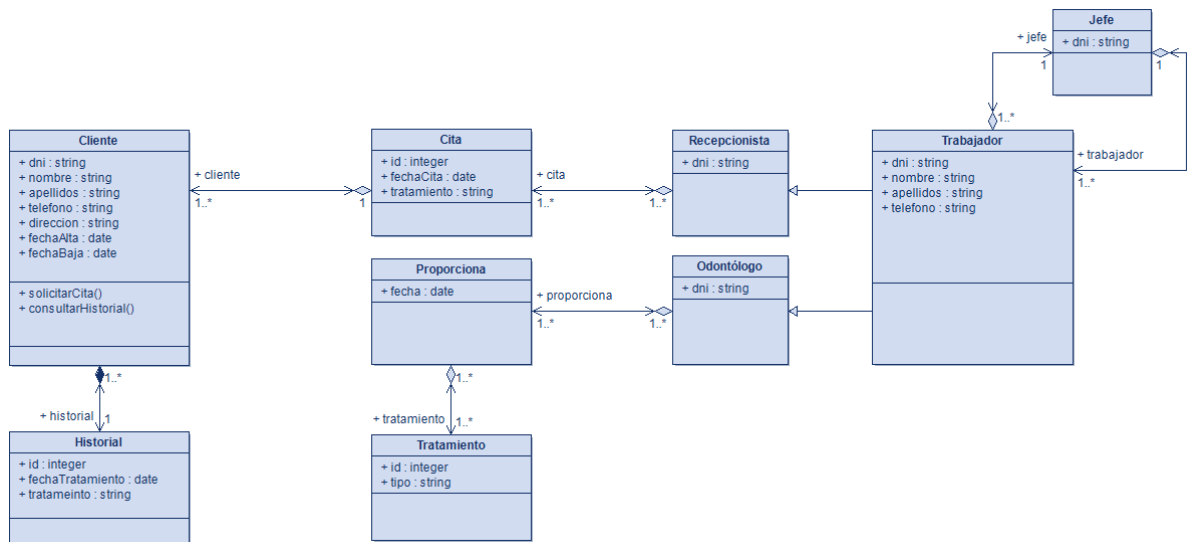 Jefe
+ dni : string
+ jefe
1
1
1..*
Cliente
+ dni : string
+ nombre : string
+ apellidos : string
+ telefono : string
+ direccion : string
+ fechaAlta : date
+ fechaBaja : date
+ solicitarCita()
+ consultarHistorial()
+ cliente
1..*
1
Cita
+ id : integer
+ fechaCita : date
+ tratamiento : string
+ cita
1..*
1..*
Recepcionista
+ dni : string
Trabajador
+ dni : string
+ nombre : string
+ apellidos : string
+ telefono : string
+ trabajador
1..*
Proporciona
+ fecha : date
+ proporciona
1..*
1..*
Odontólogo
+ dni : string
1..*
+ historial
1
1..*
+ tratamiento
1..*
Historial
+ id : integer
+ fechaTratamiento : date
+ tratameinto : string
Tratamiento
+ id : integer
+ tipo : string